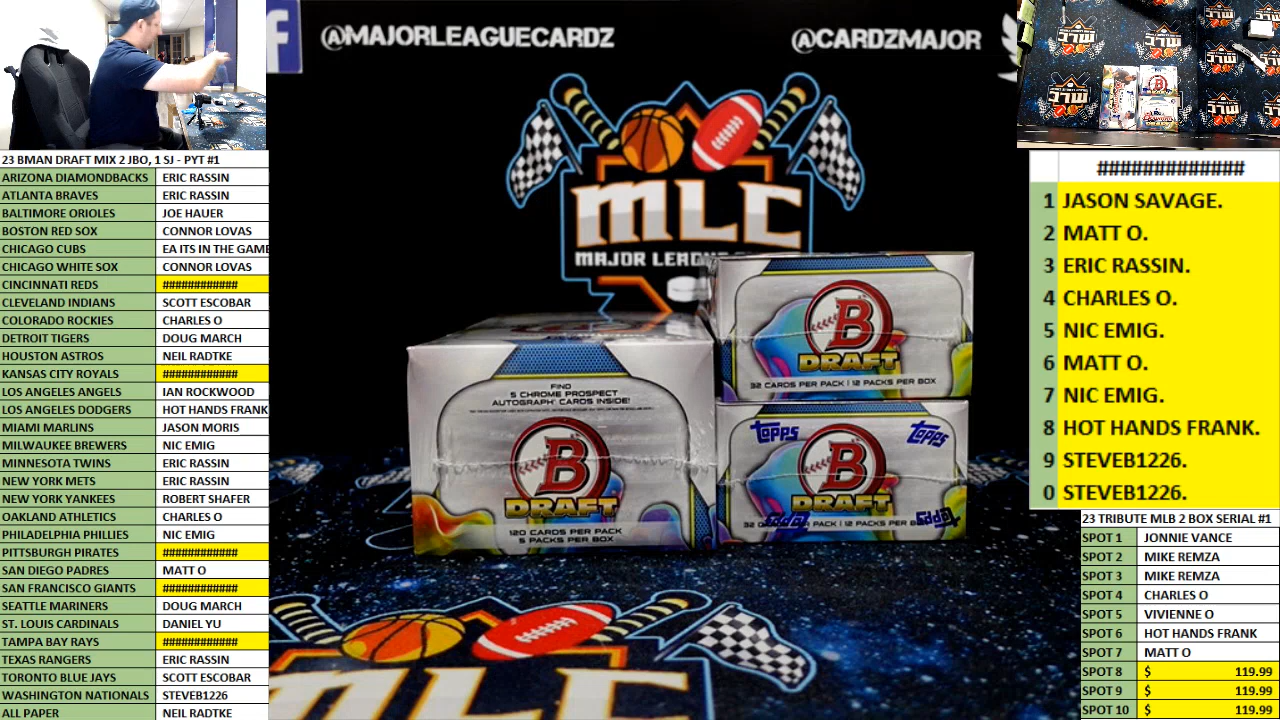 @MAJORLEAGUECARDZ
@CARDZMAJOR
MLC
MAJOR LEAGUE
23 BMAN DRAFT MIX 2 JBO, 1 SJ - PYT #1
ARIZONA DIAMONDBACKS ERIC RASSIN
ATLANTA BRAVES ERIC RASSIN
BALTIMORE ORIOLES JOE HAUER
BOSTON RED SOX CONNOR LOVAS
CHICAGO CUBS EA ITS IN THE GAME
CHICAGO WHITE SOX CONNOR LOVAS
CINCINNATI REDS ############
CLEVELAND INDIANS SCOTT ESCOBAR
COLORADO ROCKIES CHARLES O
DETROIT TIGERS DOUG MARCH
HOUSTON ASTROS NEIL RADTKE
KANSAS CITY ROYALS ############
LOS ANGELES ANGELS IAN ROCKWOOD
LOS ANGELES DODGERS HOT HANDS FRANK
MIAMI MARLINS JASON MORIS
MILWAUKEE BREWERS NIC EMIG
MINNESOTA TWINS ERIC RASSIN
NEW YORK METS ERIC RASSIN
NEW YORK YANKEES ROBERT SHAFER
OAKLAND ATHLETICS CHARLES O
PHILADELPHIA PHILLIES NIC EMIG
PITTSBURGH PIRATES ############
SAN DIEGO PADRES MATT O
SAN FRANCISCO GIANTS ############
SEATTLE MARINERS DOUG MARCH
ST. LOUIS CARDINALS DANIEL YU
TAMPA BAY RAYS ############
TEXAS RANGERS ERIC RASSIN
TORONTO BLUE JAYS SCOTT ESCOBAR
WASHINGTON NATIONALS STEVEB1226
ALL PAPER NEIL RADTKE
FIND
5 CHROME PROSPECT
AUTOGRAPH CARDS INSIDE!
B
DRAFT
120 CARDS PER PACK
5 PACKS PER BOX
B
DRAFT
32 CARDS PER PACK | 12 PACKS PER BOX
Topps
Topps
B
DRAFT
12 PACKS PER
Topps
MLC
#############
1 JASON SAVAGE.
2 MATT O.
3 ERIC RASSIN.
4 CHARLES O.
5 NIC EMIG.
6 MATT O.
7 NIC EMIG.
8 HOT HANDS FRANK.
9 STEVEB1226.
0 STEVEB1226.
23 TRIBUTE MLB 2 BOX SERIAL #1
SPOT 1 JONNIE VANCE
SPOT 2 MIKE REMZA
SPOT 3 MIKE REMZA
SPOT 4 CHARLES O
SPOT 5 VIVIENNE O
SPOT 6 HOT HANDS FRANK
SPOT 7 MATT O
SPOT 8 $ 119.99
SPOT 9 $ 119.99
SPOT 10 $ 119.99